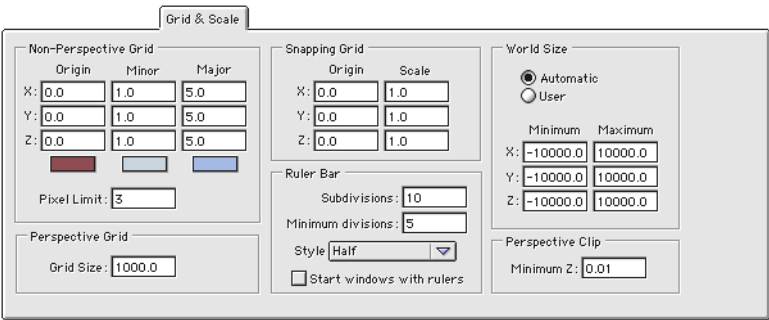 Grid & Scale
Non-Perspective Grid
Origin Minor Major
X: 0.0 1.0 5.0
Y: 0.0 1.0 5.0
Z: 0.0 1.0 5.0
Pixel Limit: 3
Perspective Grid
Grid Size: 1000.0
Snapping Grid
Origin Scale
X: 0.0 1.0
Y: 0.0 1.0
Z: 0.0 1.0
Ruler Bar
Subdivisions: 10
Minimum divisions: 5
Style Half
Start windows with rulers
World Size
Automatic
User
Minimum Maximum
X: -10000.0 10000.0
Y: -10000.0 10000.0
Z: -10000.0 10000.0
Perspective Clip
Minimum Z: 0.01